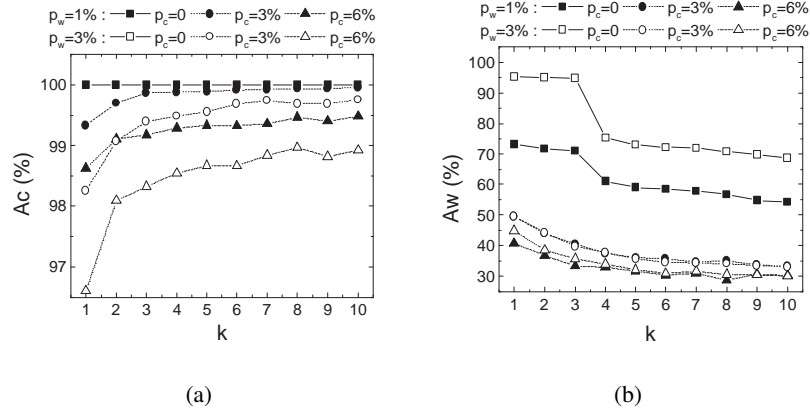 p_w=1% : p_c=0 p_c=3% p_c=6%
p_w=3% : p_c=0 p_c=3% p_c=6%
100
99
98
97
Ac (%)
1 2 3 4 5 6 7 8 9 10
k
(a)
p_w=1% : p_c=0 p_c=3% p_c=6%
p_w=3% : p_c=0 p_c=3% p_c=6%
100
90
80
70
60
50
40
30
Aw (%)
1 2 3 4 5 6 7 8 9 10
k
(b)